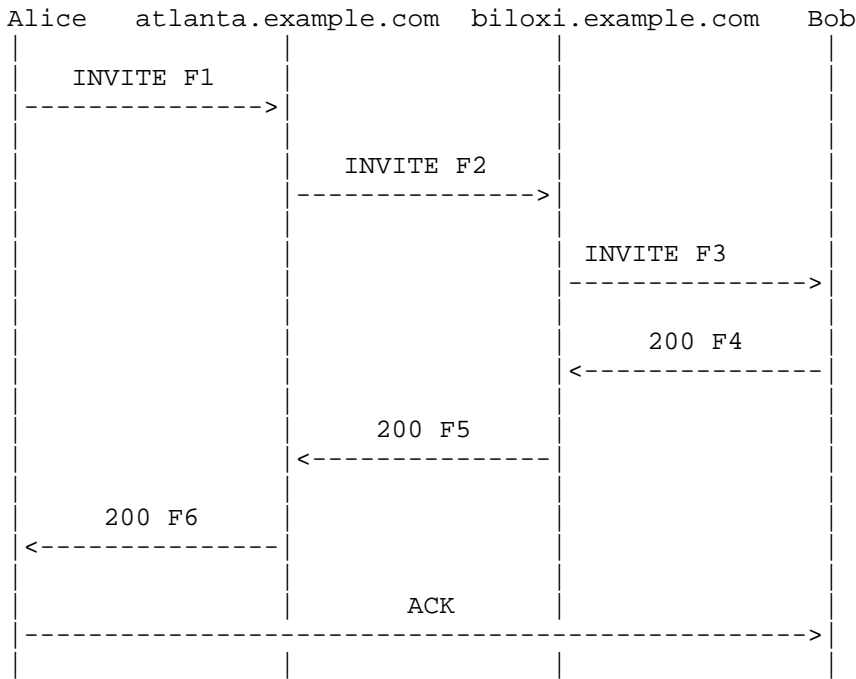 Alice atlanta.example.com biloxi.example.com Bob
INVITE F1
INVITE F2
INVITE F3
200 F4
200 F5
200 F6
ACK